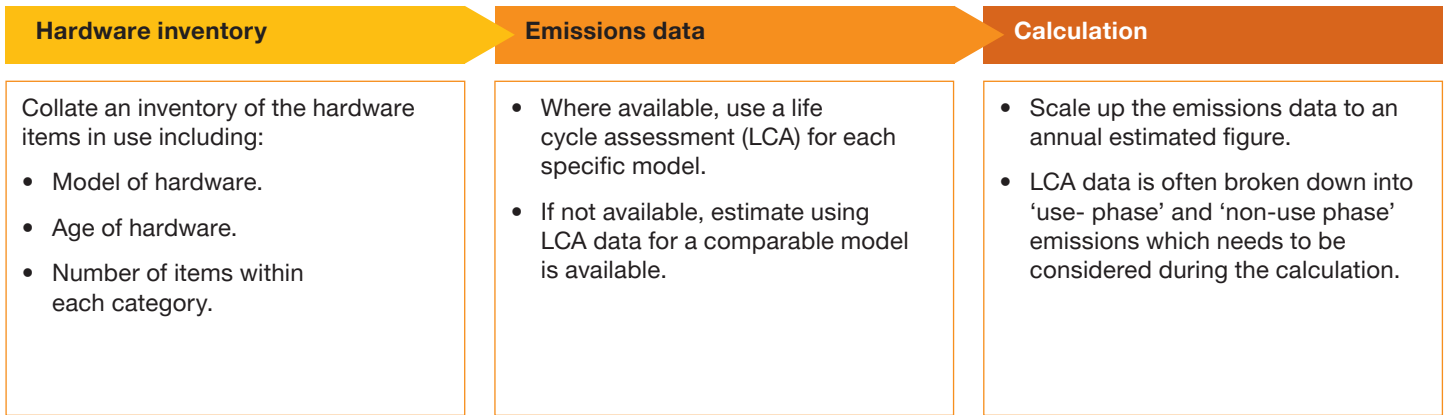 Hardware inventory
Emissions data
Calculation
Collate an inventory of the hardware
items in use including:
• Model of hardware.
• Age of hardware.
• Number of items within
each category.
• Where available, use a life
cycle assessment (LCA) for each
specific model.
• If not available, estimate using
LCA data for a comparable model
is available.
• Scale up the emissions data to an
annual estimated figure.
• LCA data is often broken down into
‘use- phase’ and ‘non-use phase’
emissions which needs to be
considered during the calculation.